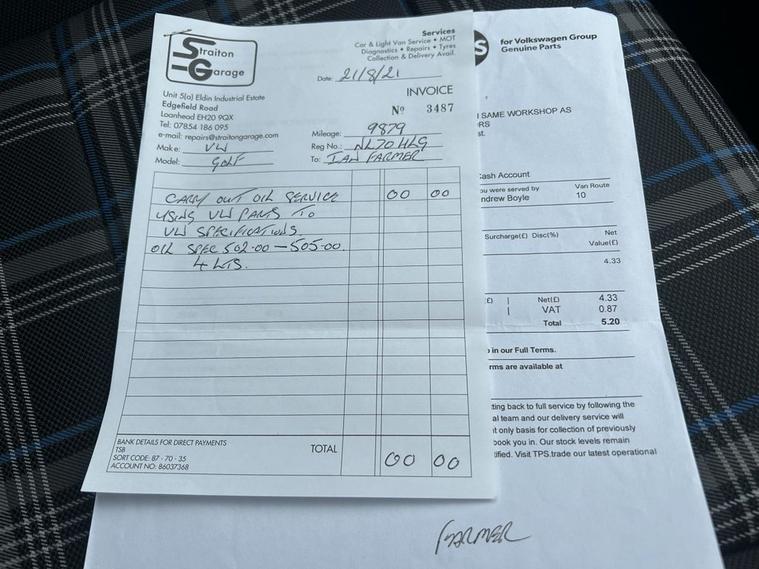 Straiton
Garage
Services
Car & Light Van Service • MOT
Diagnostics • Repairs • Tyres
Collection & Delivery Avail.
Date: 21/8/21
INVOICE
Nº 3487
Unit 5(a) Eldin Industrial Estate
Edgefield Road
Loanhead EH20 9QX
Tel: 07854 186 095
e-mail: repairs@straitongarage.com
Make: VW
Model: GOLF
Mileage: 9879
Reg No.: NL70 HLG
To: IAN FARMER
CARRY OUT OIL SERVICE 00 00
USING VW PARTS TO
VW SPECIFICATIONS
OIL SPEC 502.00 – 505.00.
4 LTS.
BANK DETAILS FOR DIRECT PAYMENTS
TSB
SORT CODE: 87 - 70 - 35
ACCOUNT NO: 86037368
TOTAL 00 00
S
for Volkswagen Group
Genuine Parts
SAME WORKSHOP AS
RS
st.
Cash Account
ou were served by
ndrew Boyle
Van Route
10
Surcharge(£) Disc(%) Net
Value(£)
4.33
(£) | Net(£) 4.33
| VAT 0.87
Total 5.20
in our Full Terms.
rms are available at
ting back to full service by following the
al team and our delivery service will
t only basis for collection of previously
book you in. Our stock levels remain
ified. Visit TPS.trade our latest operational
FARMER